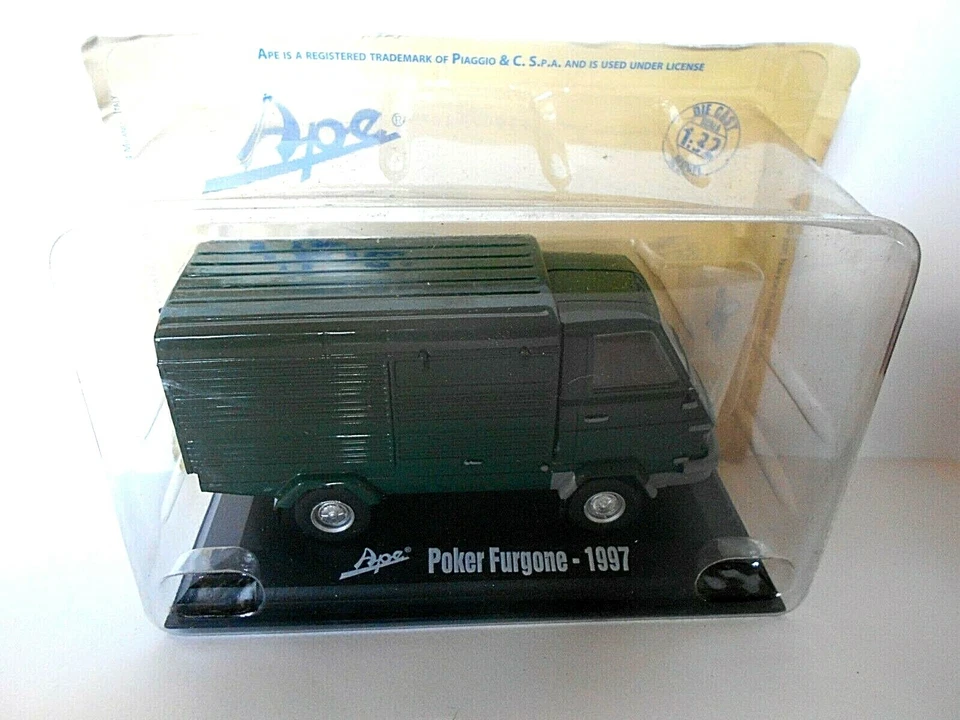 APE IS A REGISTERED TRADEMARK OF PIAGGIO & C. S.P.A. AND IS USED UNDER LICENSE
Ape®
DIE CAST
1:32
Ape® Poker Furgone - 1997